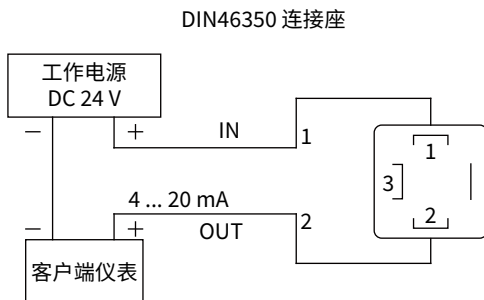 DIN46350 连接座
工作电源
DC 24 V
— +
IN
1
1
3
2
4 ... 20 mA
2
OUT
— +
客户端仪表